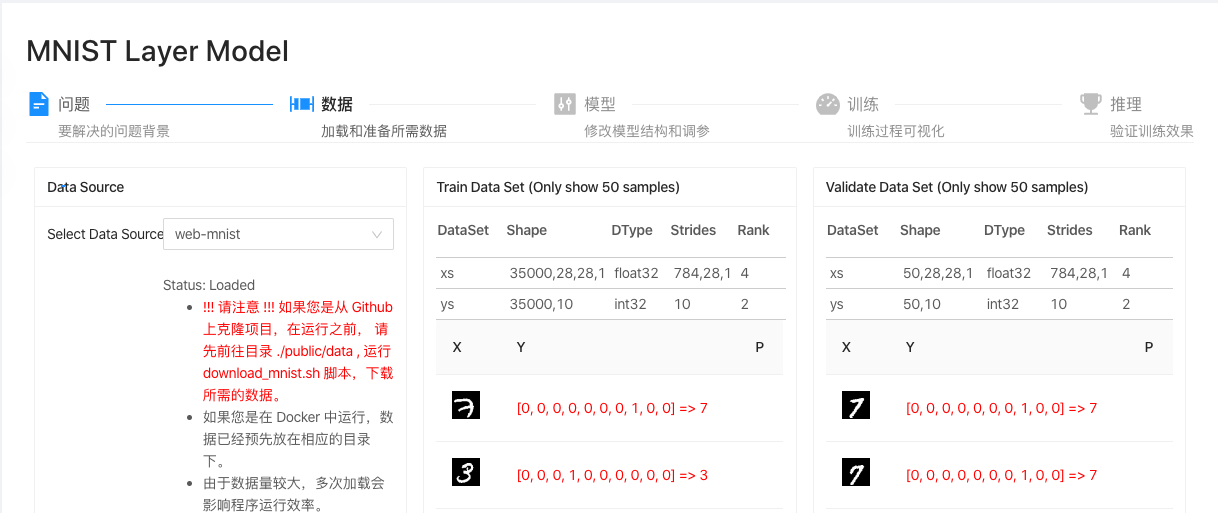 MNIST Layer Model
问题
要解决的问题背景
数据
加载和准备所需数据
模型
修改模型结构和调参
训练
训练过程可视化
推理
验证训练效果
Data Source
Select Data Source web-mnist
Status: Loaded
!!! 请注意 !!! 如果您是从 Github
上克隆项目，在运行之前， 请
先前往目录 ./public/data , 运行
download_mnist.sh 脚本，下载
所需的数据。
如果您是在 Docker 中运行，数
据已经预先放在相应的目录
下。
由于数据量较大，多次加载会
影响程序运行效率。
Train Data Set (Only show 50 samples)
DataSet Shape DType Strides Rank
xs 35000,28,28,1 float32 784,28,1 4
ys 35000,10 int32 10 2
X Y P
7 [0, 0, 0, 0, 0, 0, 0, 1, 0, 0] => 7
3 [0, 0, 0, 1, 0, 0, 0, 0, 0, 0] => 3
Validate Data Set (Only show 50 samples)
DataSet Shape DType Strides Rank
xs 50,28,28,1 float32 784,28,1 4
ys 50,10 int32 10 2
X Y P
7 [0, 0, 0, 0, 0, 0, 0, 1, 0, 0] => 7
7 [0, 0, 0, 0, 0, 0, 0, 1, 0, 0] => 7